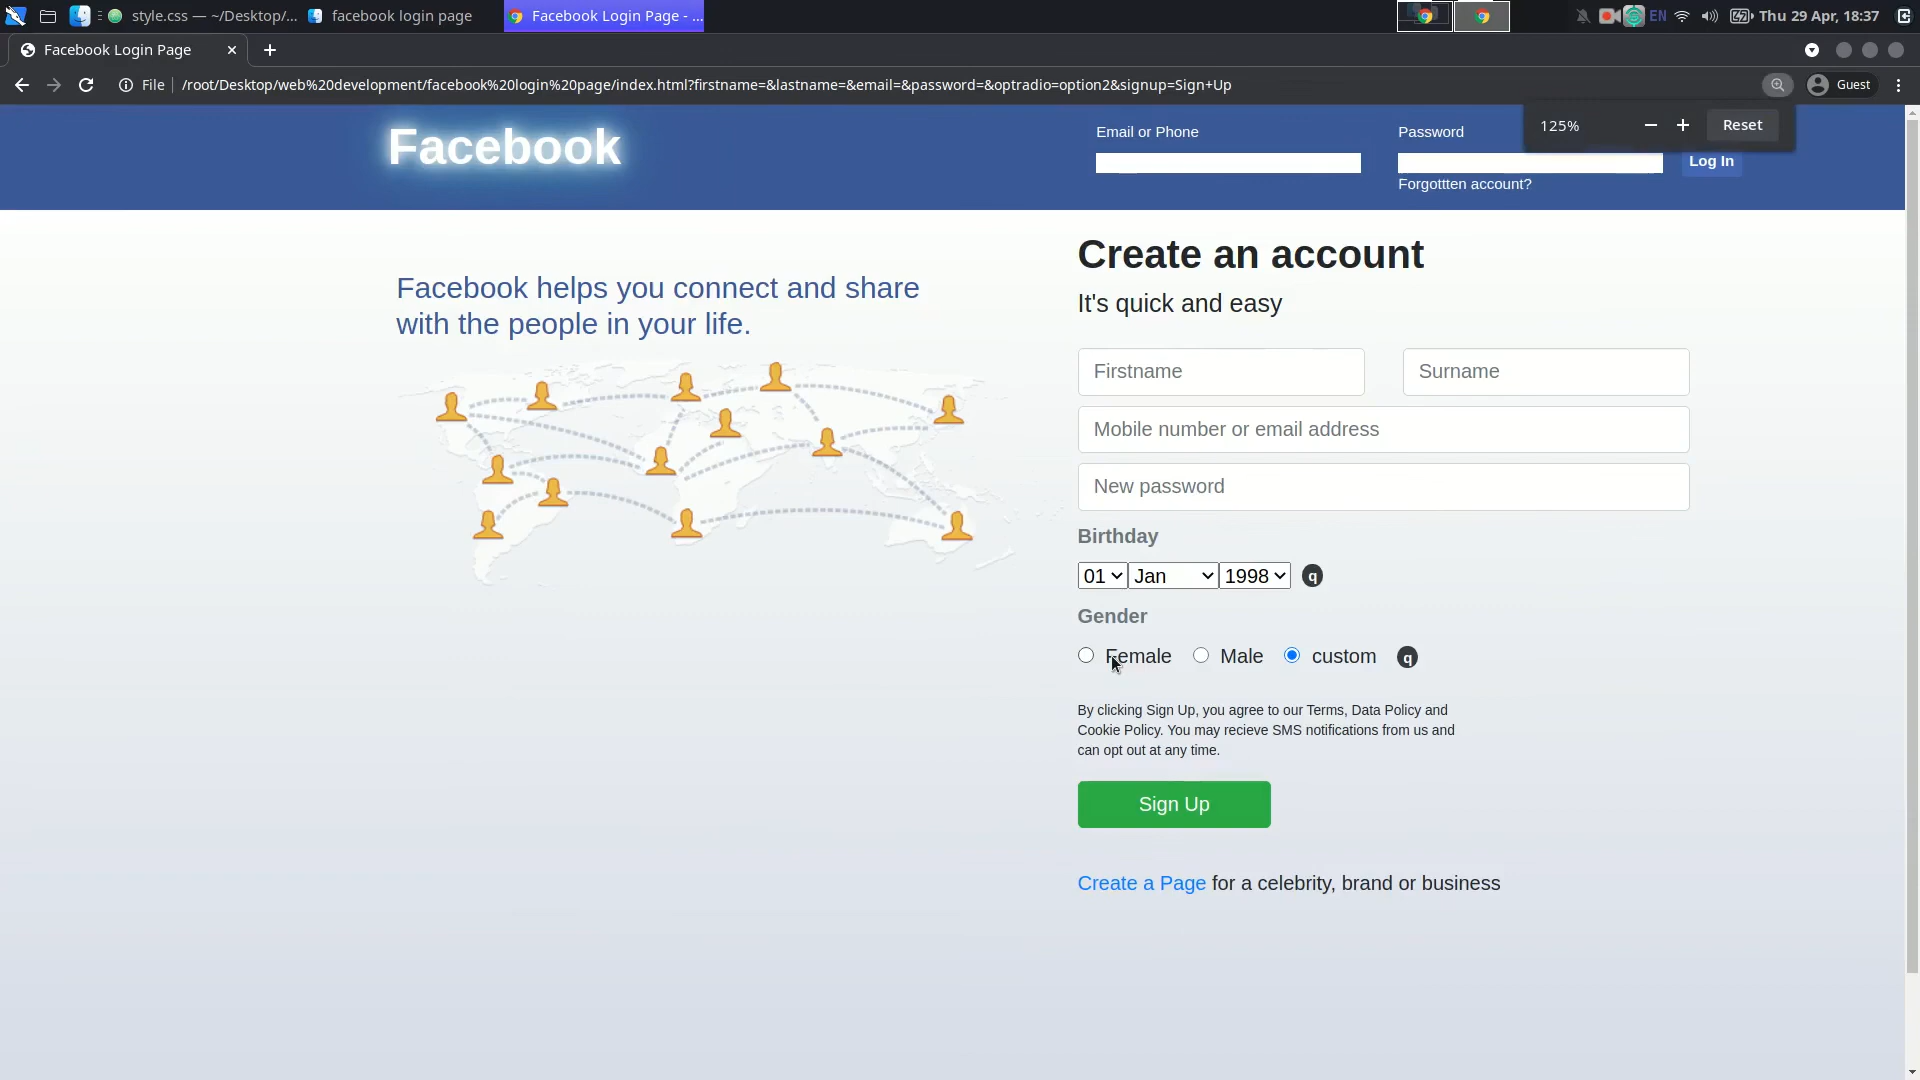 style.css — ~/Desktop/...
facebook login page
Facebook Login Page - ...
EN
Thu 29 Apr, 18:37
Facebook Login Page
File
/root/Desktop/web%20development/facebook%20login%20page/index.html?firstname=&lastname=&email=&password=&optradio=option2&signup=Sign+Up
Guest
125%
Reset
Facebook
Email or Phone
Password
Log In
Forgottten account?
Facebook helps you connect and share
with the people in your life.
Create an account
It's quick and easy
Firstname
Surname
Mobile number or email address
New password
Birthday
01 Jan 1998 q
Gender
Female Male custom q
By clicking Sign Up, you agree to our Terms, Data Policy and
Cookie Policy. You may recieve SMS notifications from us and
can opt out at any time.
Sign Up
Create a Page for a celebrity, brand or business